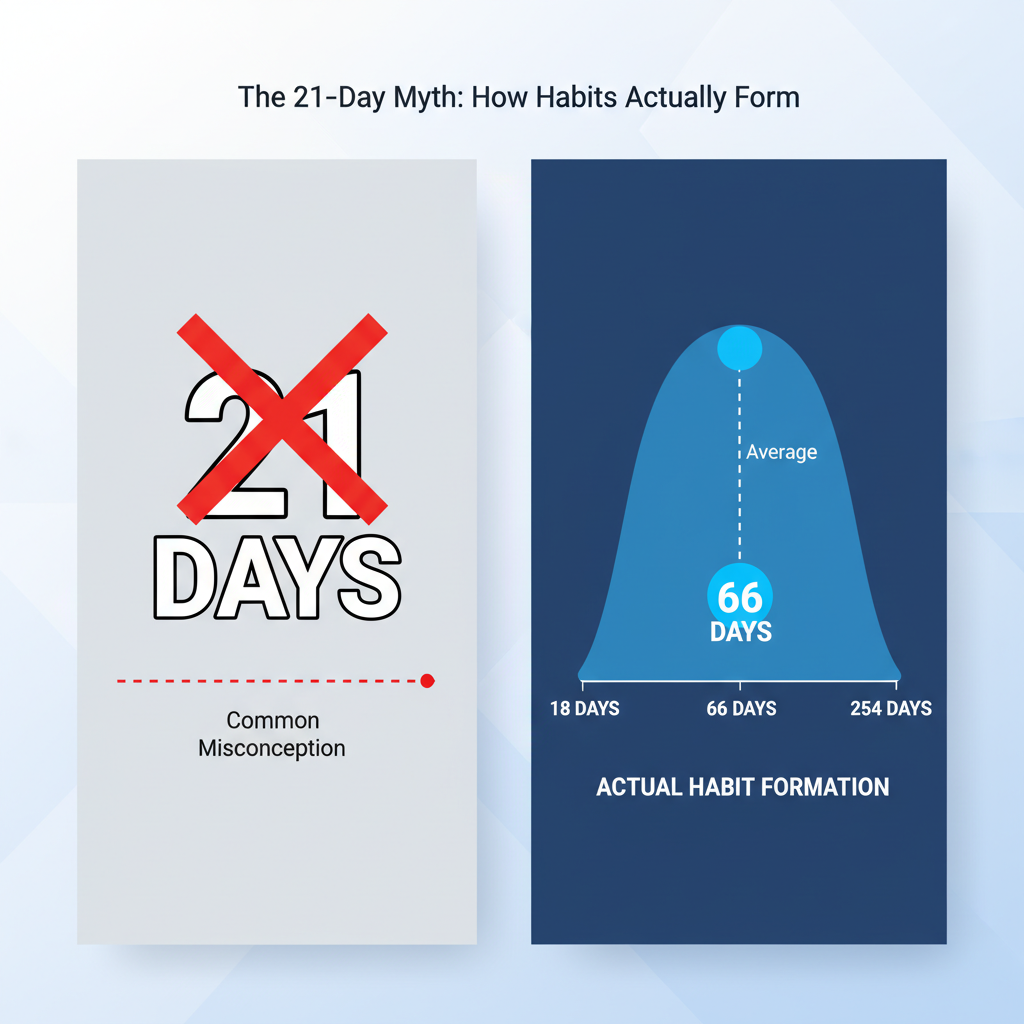 The 21-Day Myth: How Habits Actually Form
21
DAYS
Common
Misconception
Average
66
DAYS
18 DAYS
66 DAYS
254 DAYS
ACTUAL HABIT FORMATION